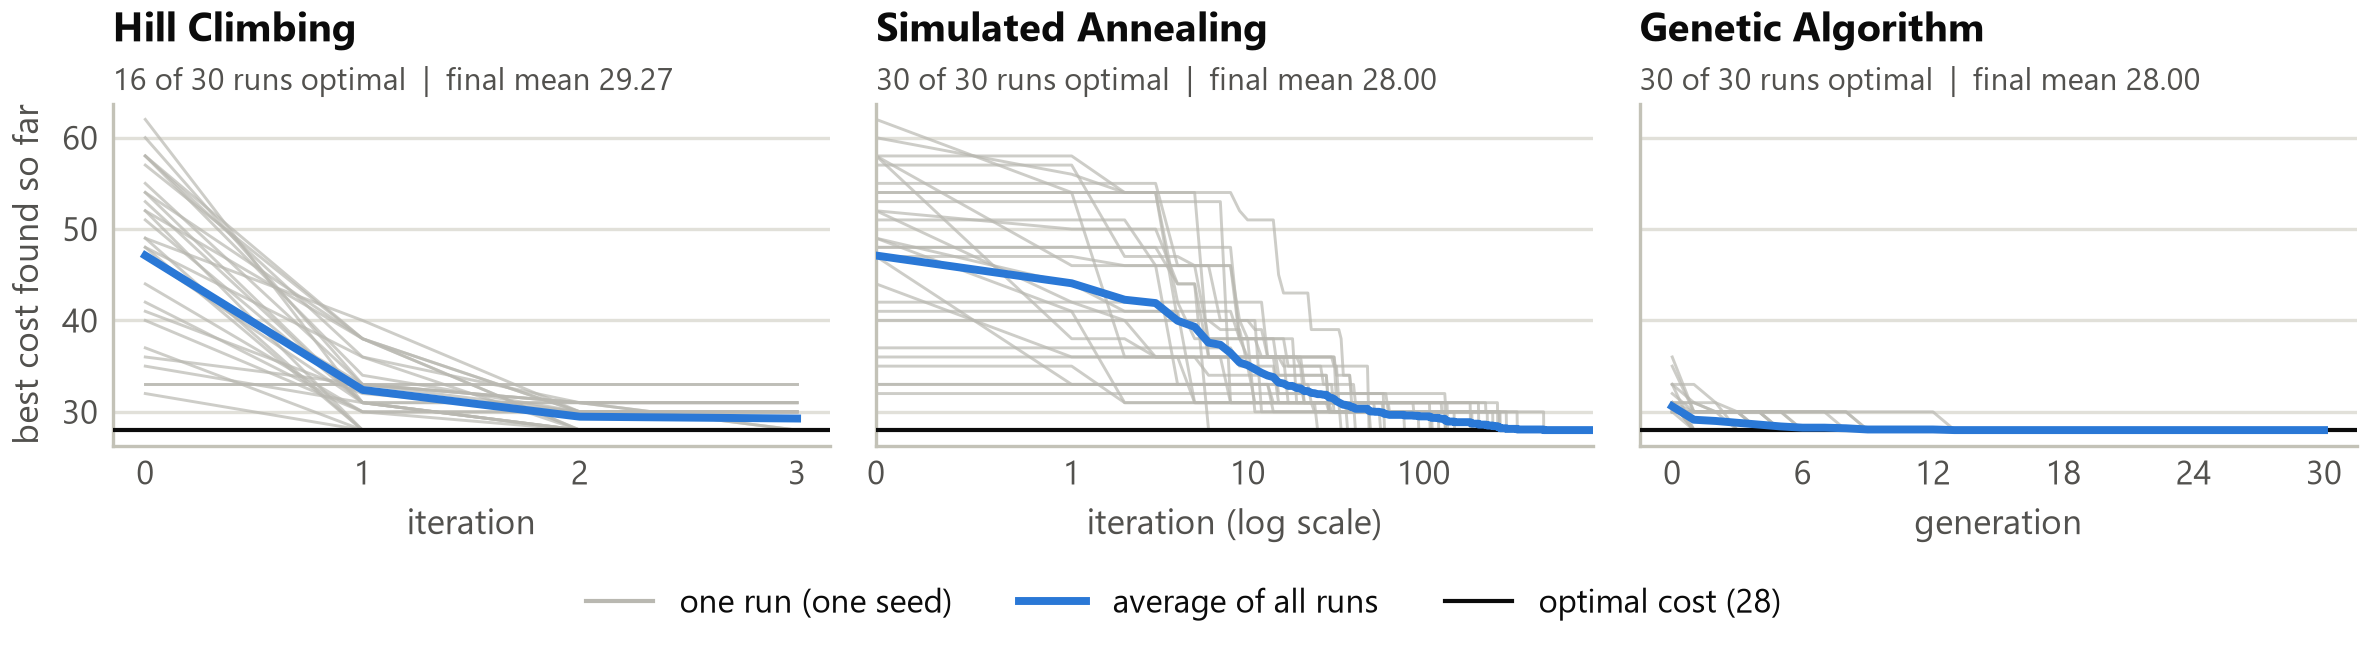 Hill Climbing
16 of 30 runs optimal | final mean 29.27
best cost found so far
60
50
40
30
0 1 2 3
iteration
Simulated Annealing
30 of 30 runs optimal | final mean 28.00
0 1 10 100
iteration (log scale)
Genetic Algorithm
30 of 30 runs optimal | final mean 28.00
0 6 12 18 24 30
generation
one run (one seed) average of all runs optimal cost (28)